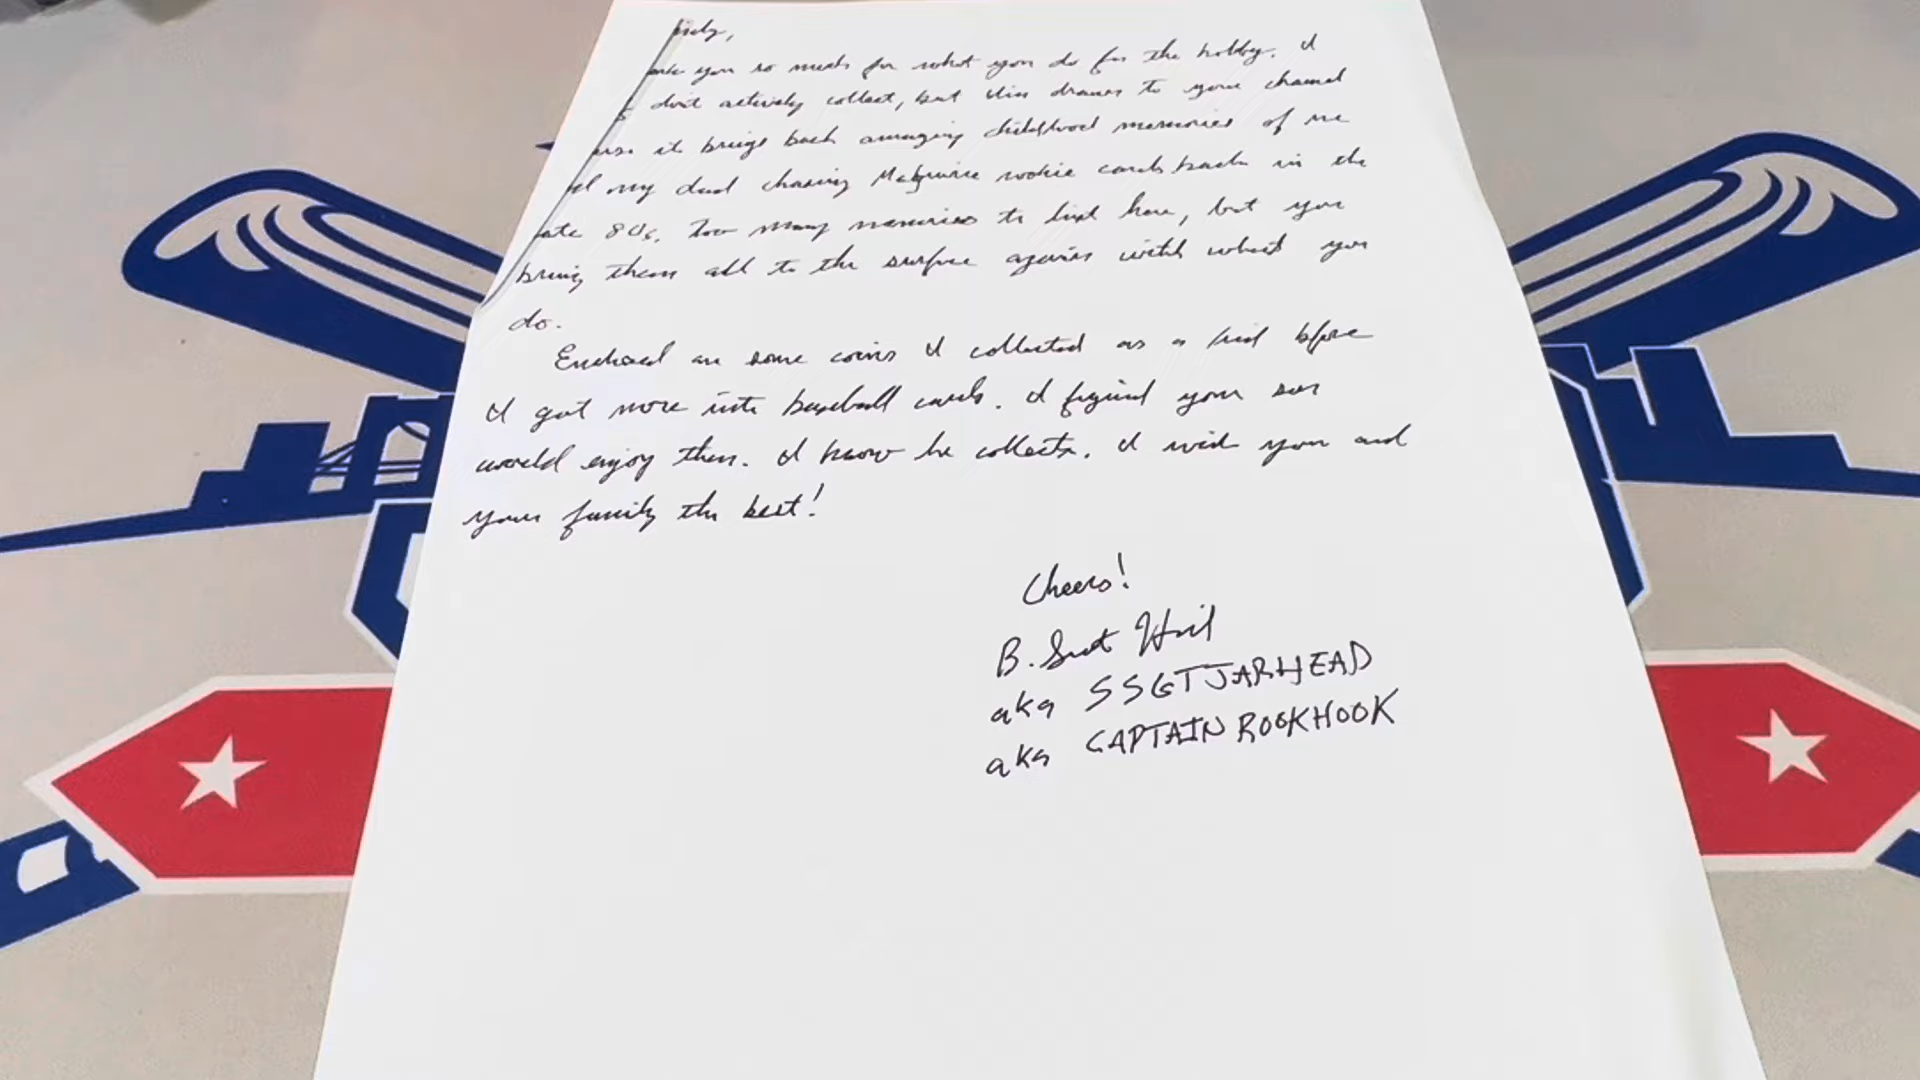 you so much for what you do for the hobby. I
don't actively collect, but I'm drawn to your channel
it brings back amazing childhood memories of me
my dad chasing McGwire rookie cards back in the
80s. Too many memories to list here, but you
bring them all to the surface again with what you
do.
Enclosed are some coins I collected as a kid before
I got more into baseball cards. I figured your son
would enjoy them. I know he collects. I wish you and
your family the best!
Cheers!
B.
aka SSGTJARHEAD
aka CAPTAIN ROOKHOOK